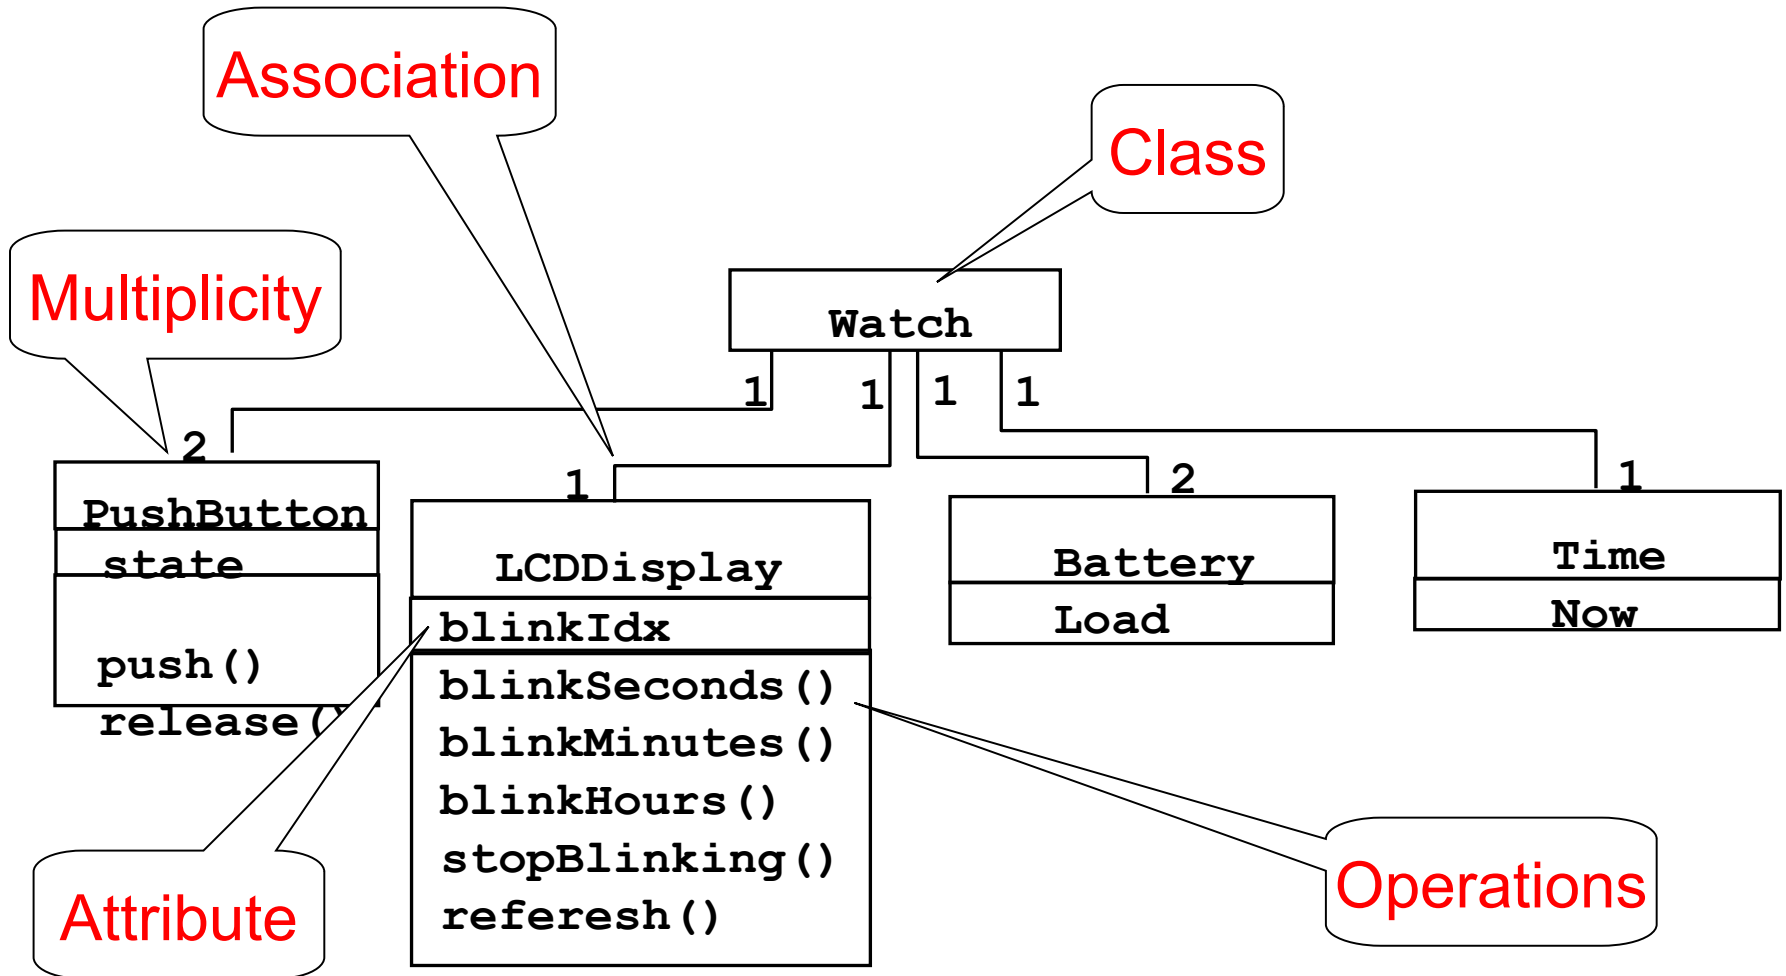 Association
Class
Multiplicity
Watch
1
1
1
1
2
1
2
1
PushButton
state
push()
release()
LCDDisplay
blinkIdx
blinkSeconds()
blinkMinutes()
blinkHours()
stopBlinking()
referesh()
Battery
Load
Time
Now
Attribute
Operations